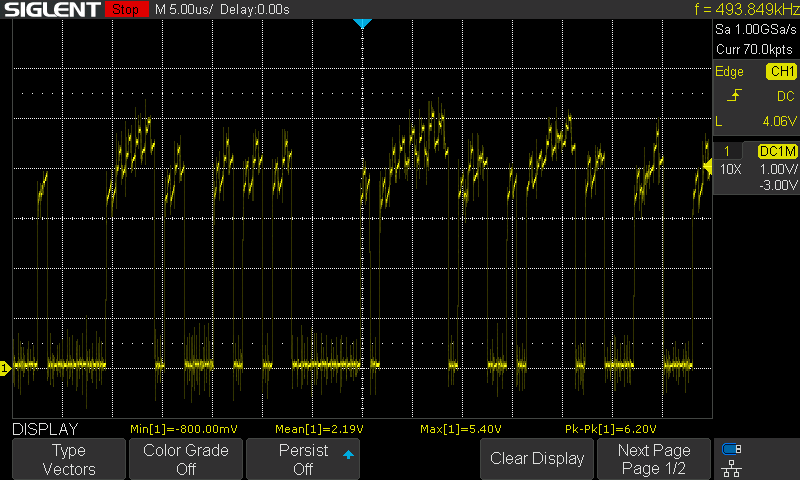 SIGLENT Stop M 5.00us/ Delay:0.00s f = 493.849kHz
Sa 1.00GSa/s
Curr 70.0kpts
Edge CH1
DC
L 4.06V
1 DC1M
10X 1.00V/
-3.00V
1
DISPLAY Min[1]=-800.00mV Mean[1]=2.19V Max[1]=5.40V Pk-Pk[1]=6.20V
Type Color Grade Persist Clear Display Next Page
Vectors Off Off Page 1/2